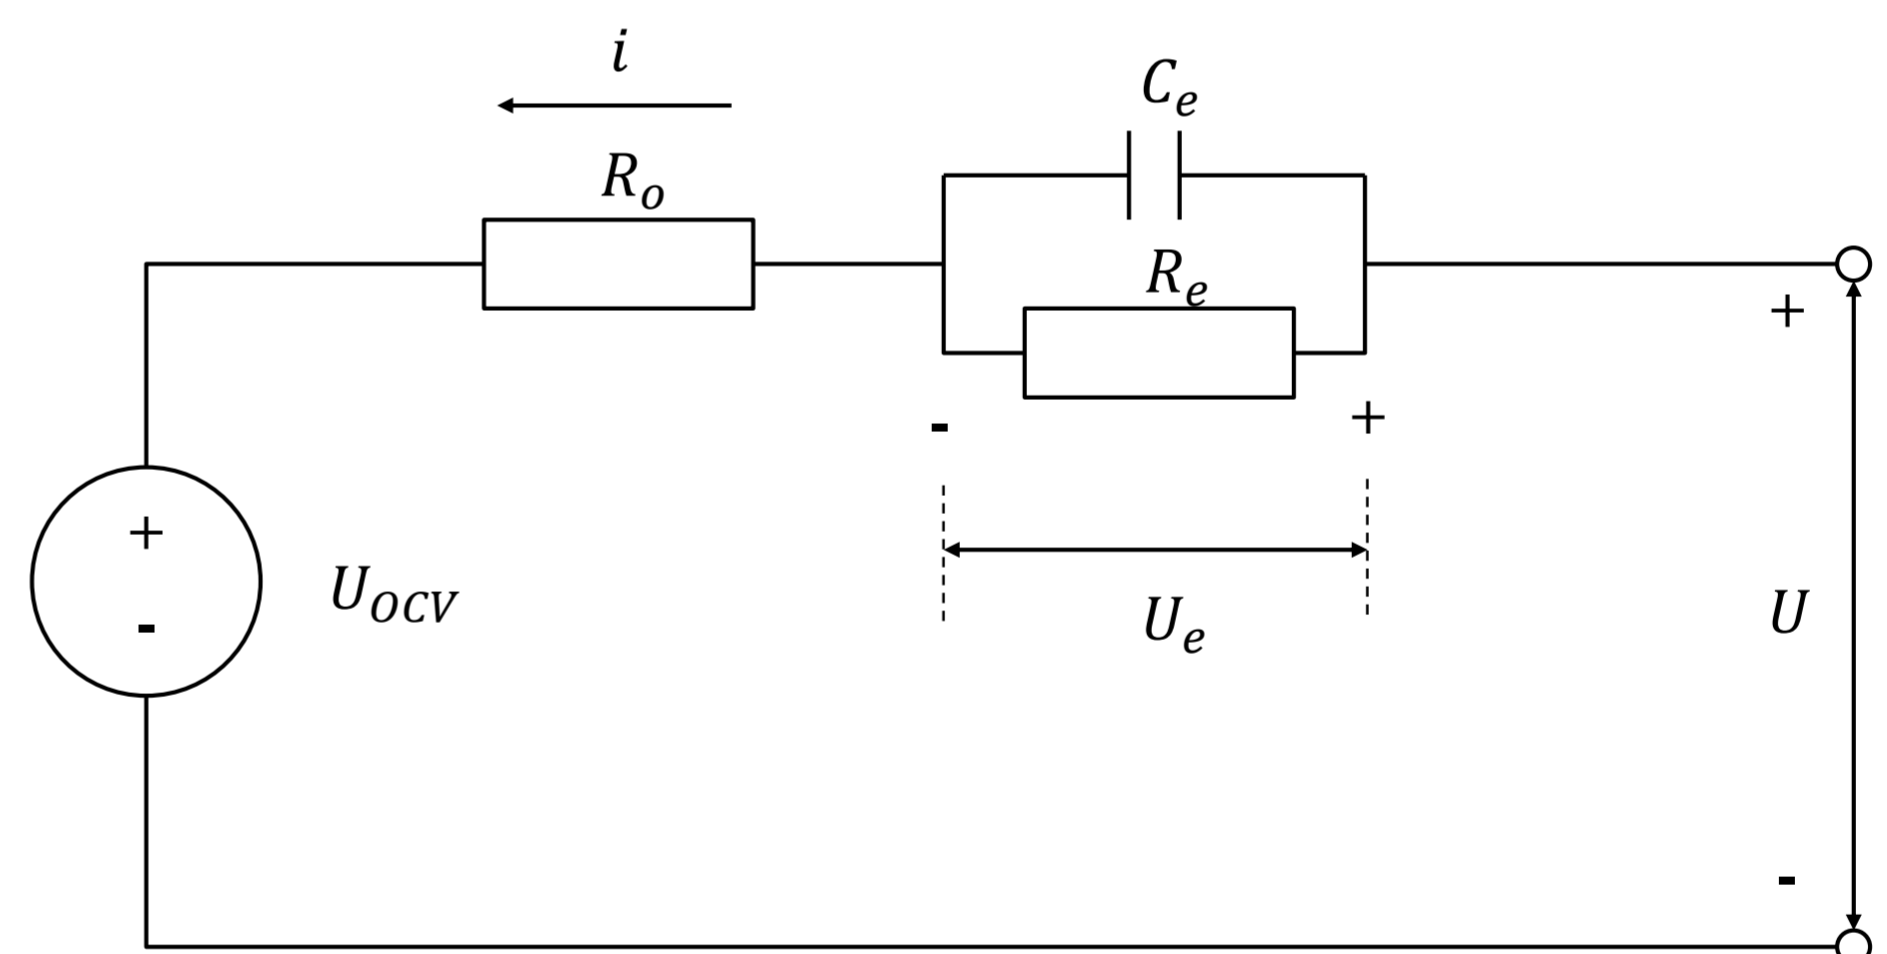 i
C_e
R_o
R_e
+
-
+
+
-
U_OCV
U_e
U
-